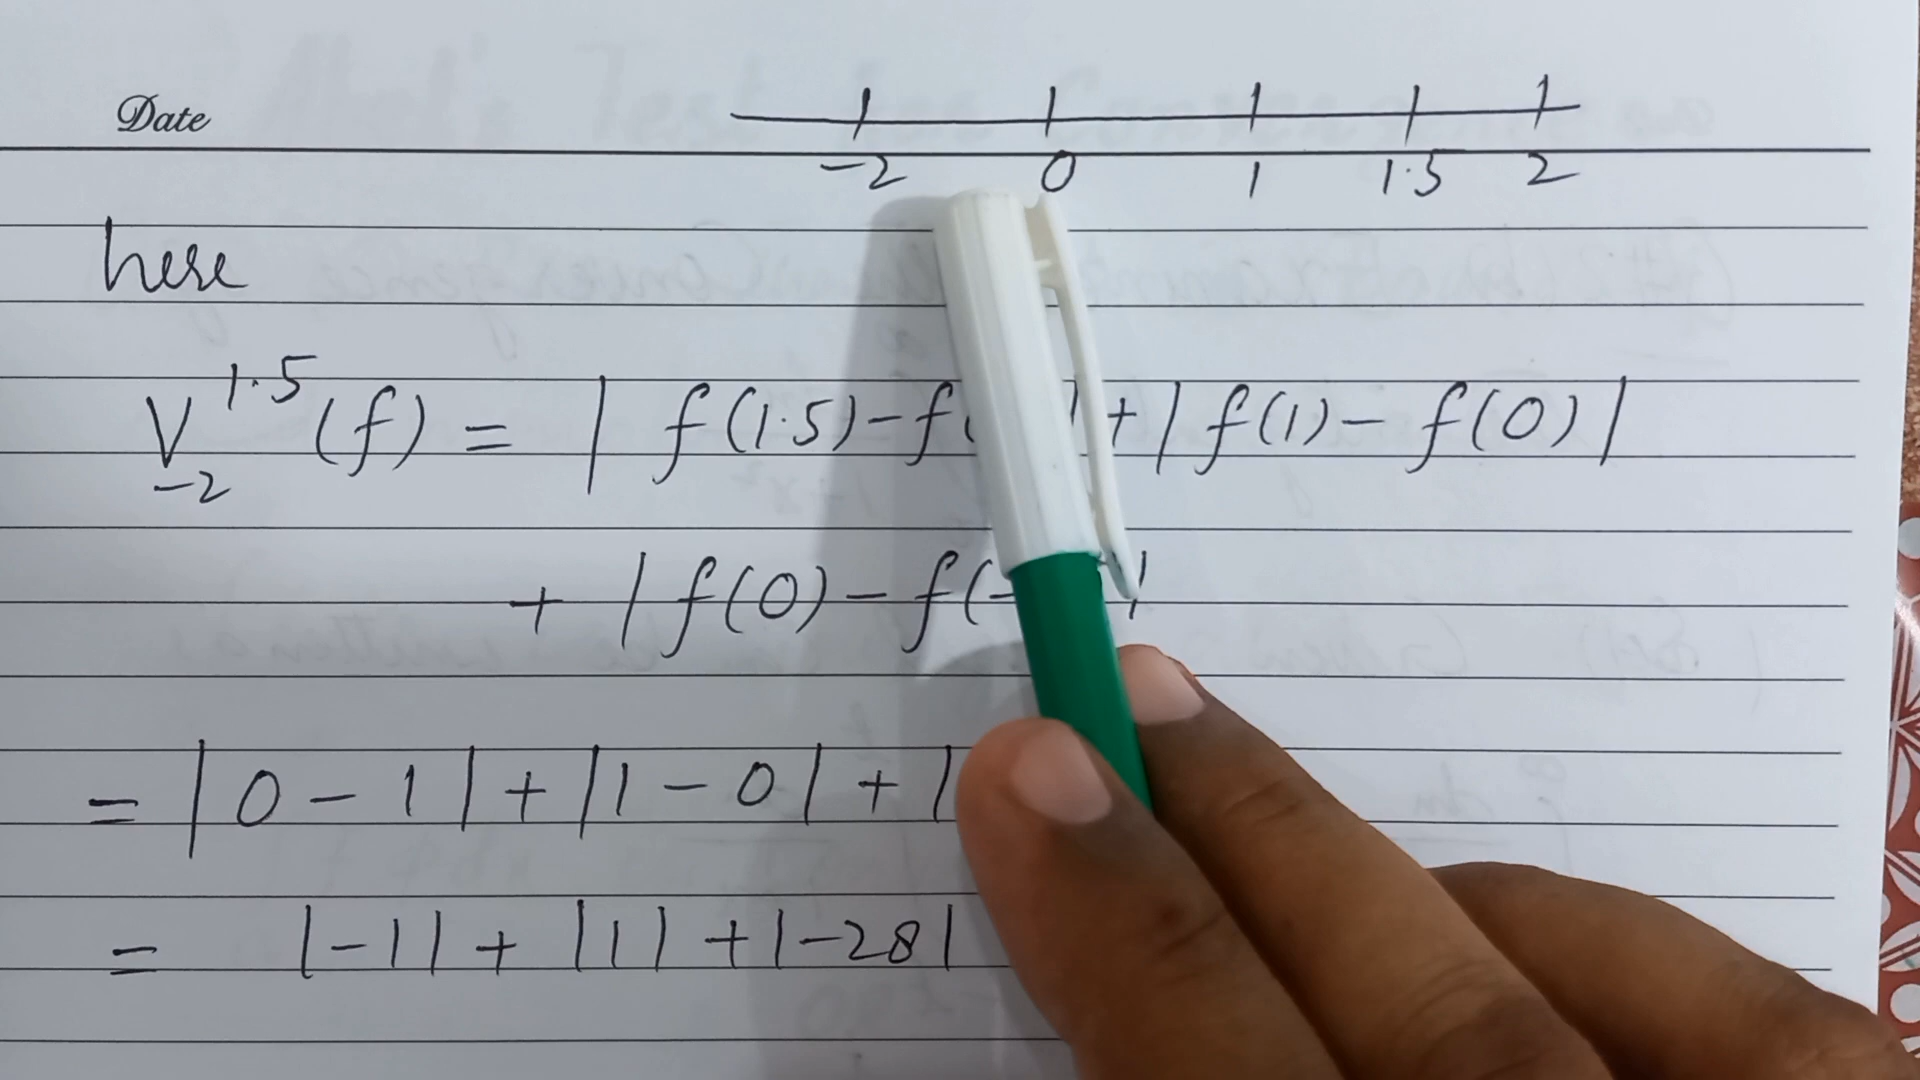 Date
-2 0 1 1.5 2
here
V_{-2}^{1.5}(f) = | f(1.5) - f( | + | f(1) - f(0) |
+ | f(0) - f(- |
= | 0 - 1 | + | 1 - 0 | + |
= | -1 | + | 1 | + | -28 |